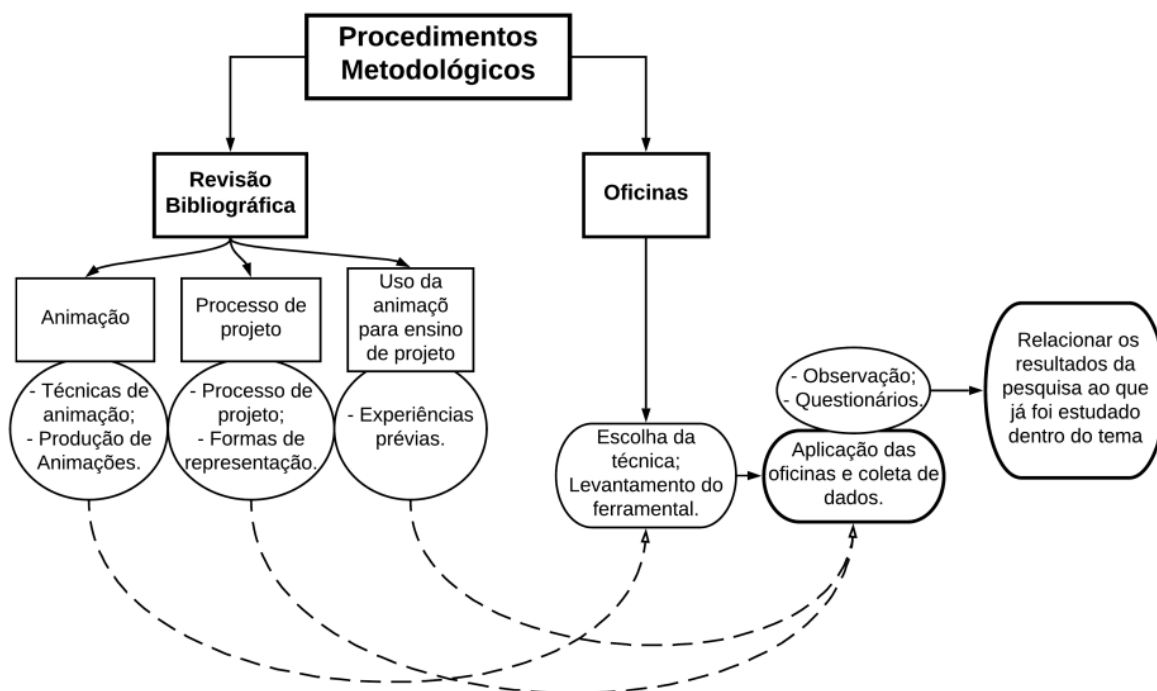 Procedimentos
Metodológicos
Revisão
Bibliográfica
Oficinas
Animação
Processo de
projeto
Uso da
animaçõ
para ensino
de projeto
- Técnicas de
animação;
- Produção de
Animações.
- Processo de
projeto;
- Formas de
representação.
- Experiências
prévias.
Escolha da
técnica;
Levantamento do
ferramental.
- Observação;
- Questionários.
Aplicação das
oficinas e coleta de
dados.
Relacionar os
resultados da
pesquisa ao que
já foi estudado
dentro do tema